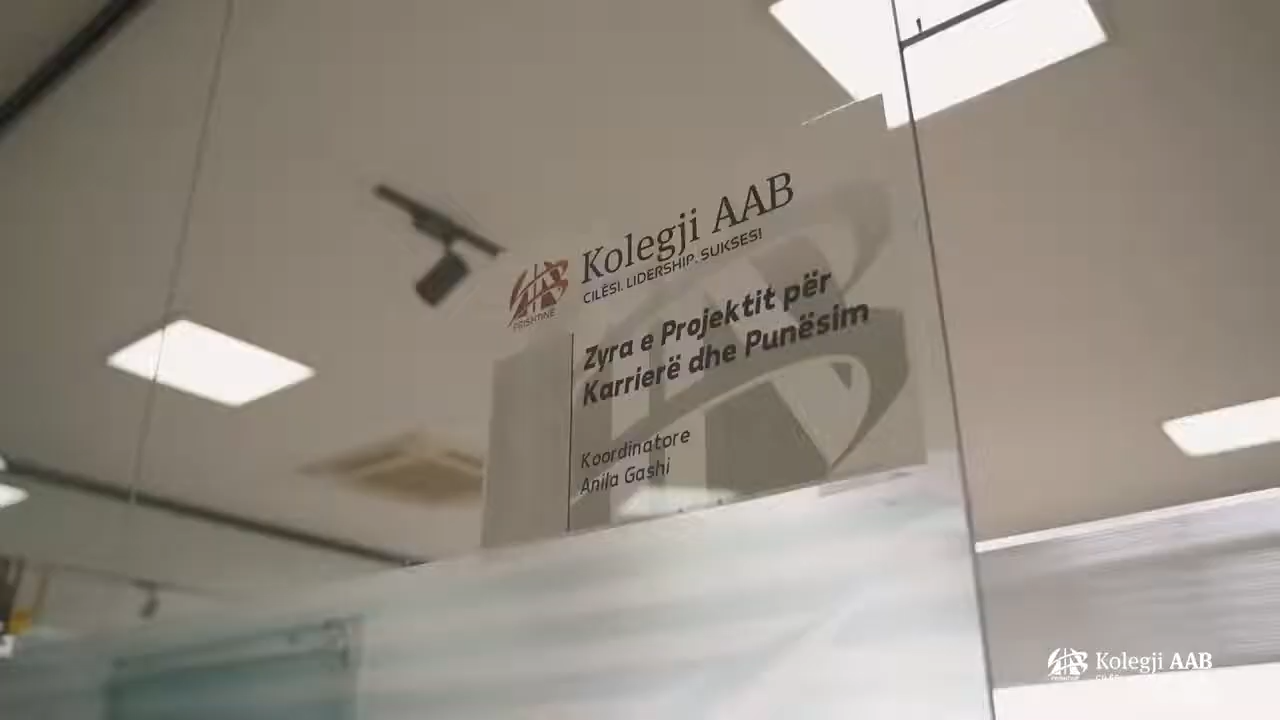 Kolegji AAB
CILËSI. LIDERSHIP. SUKSESI
PRISHTINË
Zyra e Projektit për
Karrierë dhe Punësim
Koordinatore
Anila Gashi
Kolegji AAB